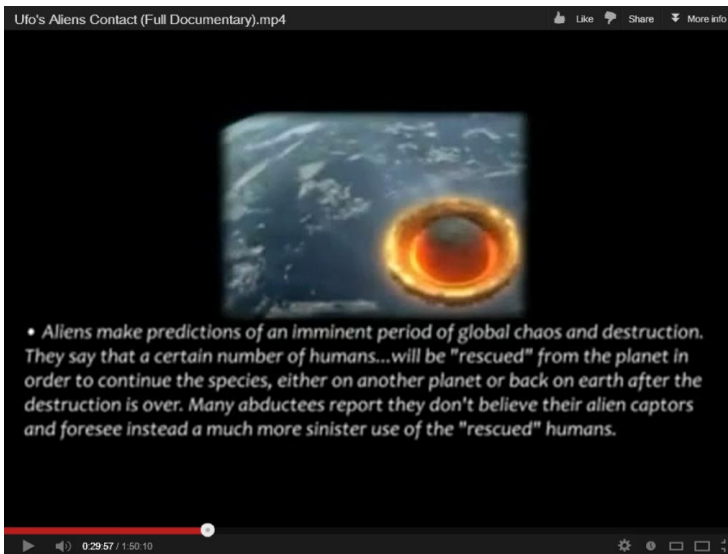 Ufo's Aliens Contact (Full Documentary).mp4
Like Share More info
• Aliens make predictions of an imminent period of global chaos and destruction.
They say that a certain number of humans...will be "rescued" from the planet in
order to continue the species, either on another planet or back on earth after the
destruction is over. Many abductees report they don't believe their alien captors
and foresee instead a much more sinister use of the "rescued" humans.
0:29:57 / 1:50:10